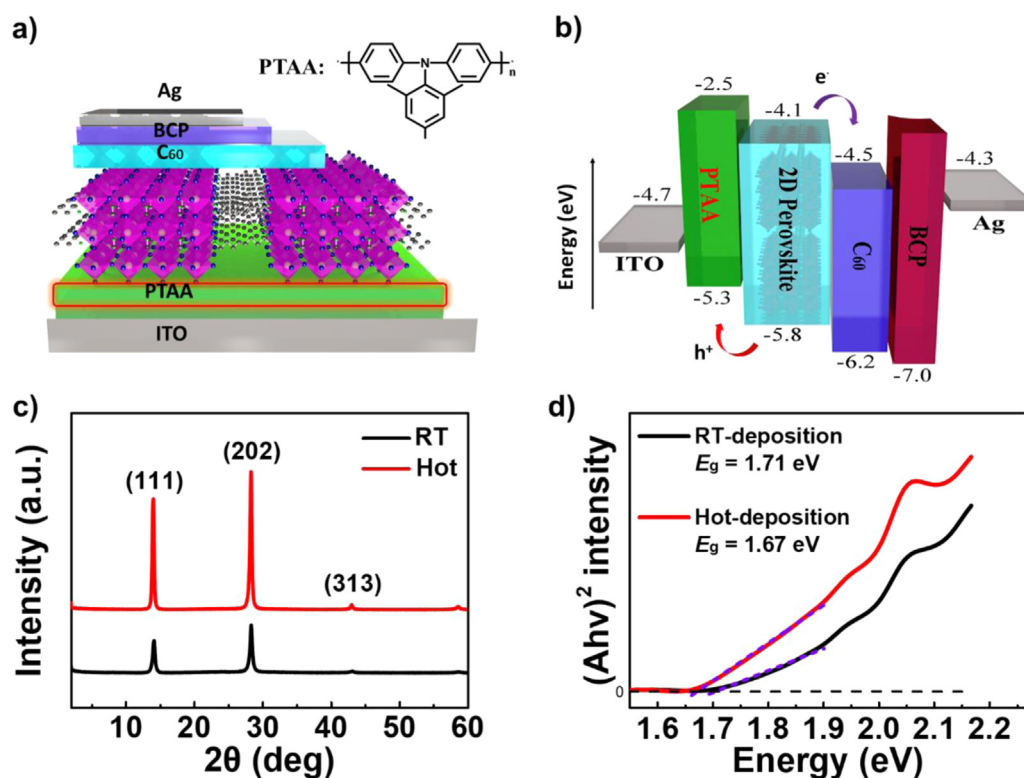 a)
PTAA:
N
n
Ag
BCP
C₆₀
PTAA
ITO
b)
Energy (eV)
-4.7
ITO
-2.5
PTAA
-5.3
-4.1
2D Perovskite
-5.8
e⁻
h⁺
-4.5
C₆₀
-6.2
BCP
-7.0
-4.3
Ag
c)
Intensity (a.u.)
RT
Hot
(111)
(202)
(313)
10 20 30 40 50 60
2θ (deg)
d)
(Ahν)² intensity
RT-deposition
Eg = 1.71 eV
Hot-deposition
Eg = 1.67 eV
0
1.6 1.7 1.8 1.9 2.0 2.1 2.2
Energy (eV)